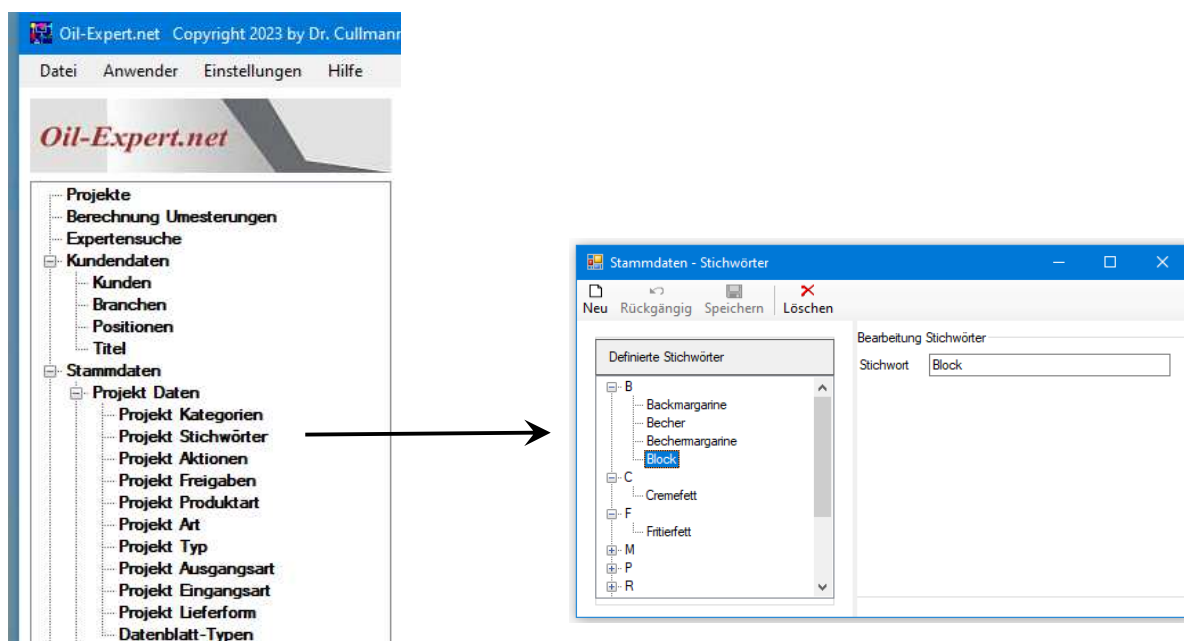 Oil-Expert.net Copyright 2023 by Dr. Cullmann
Datei Anwender Einstellungen Hilfe
Oil-Expert.net
Projekte
Berechnung Umesterungen
Expertensuche
Kundendaten
Kunden
Branchen
Positionen
Titel
Stammdaten
Projekt Daten
Projekt Kategorien
Projekt Stichwörter
Projekt Aktionen
Projekt Freigaben
Projekt Produktart
Projekt Art
Projekt Typ
Projekt Ausgangsart
Projekt Eingangsart
Projekt Lieferform
Datenblatt-Typen
Stammdaten - Stichwörter
Neu Rückgängig Speichern Löschen
Definierte Stichwörter
B
Backmargarine
Becher
Bechermargarine
Block
C
Cremefett
F
Fritierfett
M
P
R
Bearbeitung Stichwörter
Stichwort Block